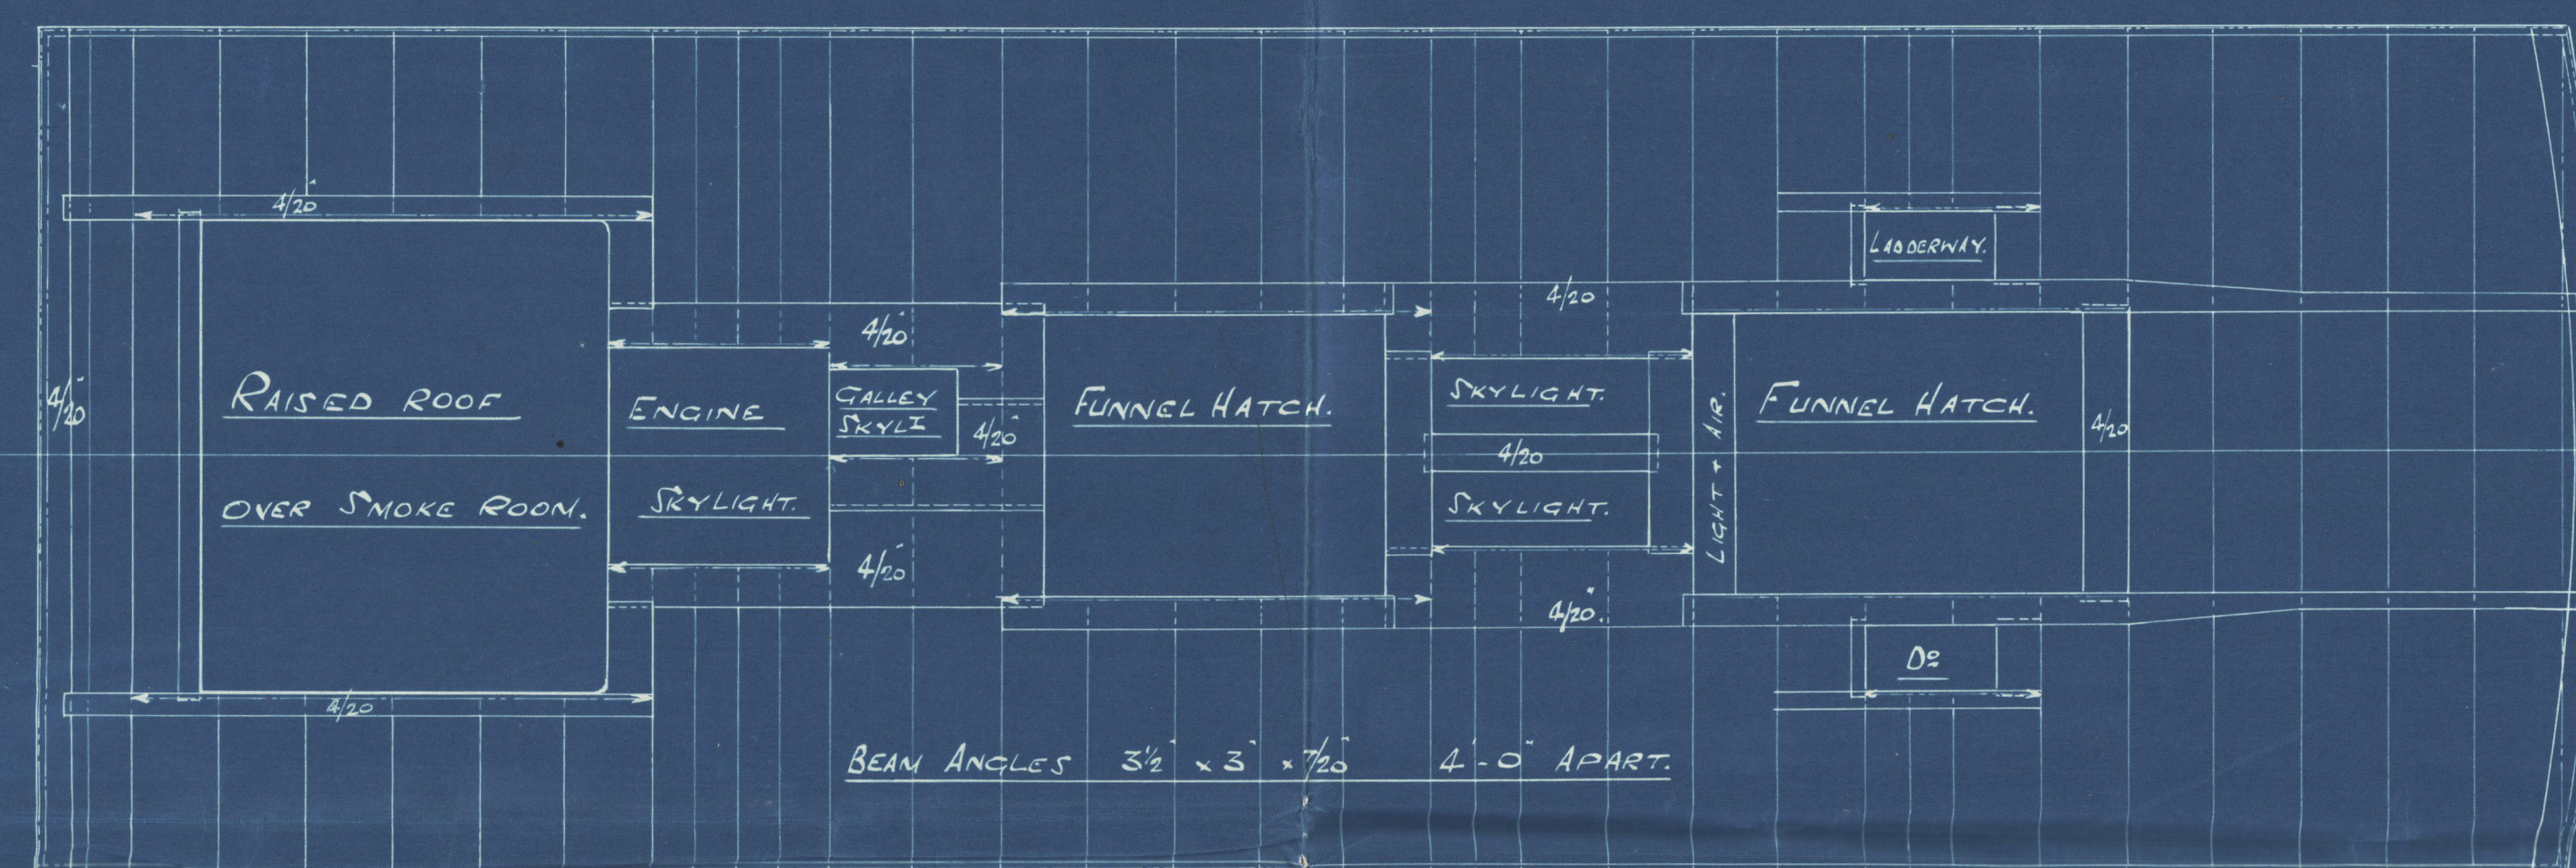 4/20"
4/20"
RAISED ROOF
OVER SMOKE ROOM.
4/20
ENGINE
SKYLIGHT.
4/20"
GALLEY
SKYLT
4/20"
4/20"
FUNNEL HATCH.
4/20
SKYLIGHT.
4/20
SKYLIGHT.
4/20".
LIGHT + AIR.
LADDERWAY.
FUNNEL HATCH.
4/20
Do
BEAM ANGLES 3½" x 3" x 7/20" 4'-0" APART.